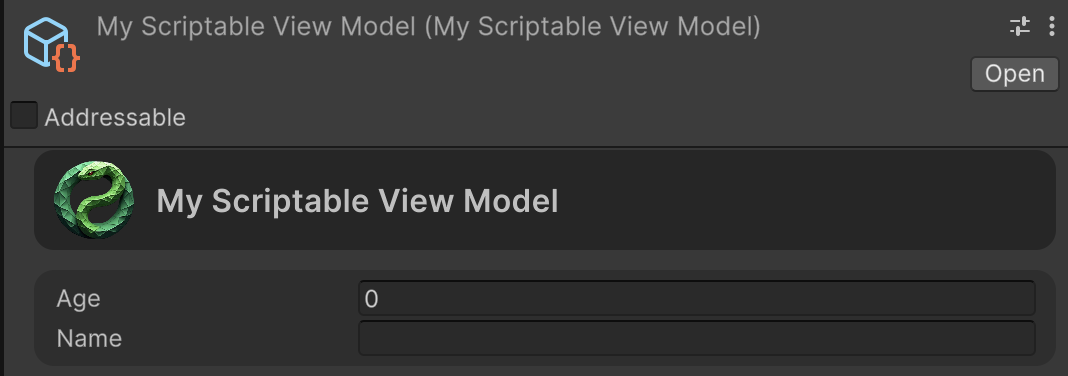 My Scriptable View Model (My Scriptable View Model)
Open
Addressable
My Scriptable View Model
Age 0
Name